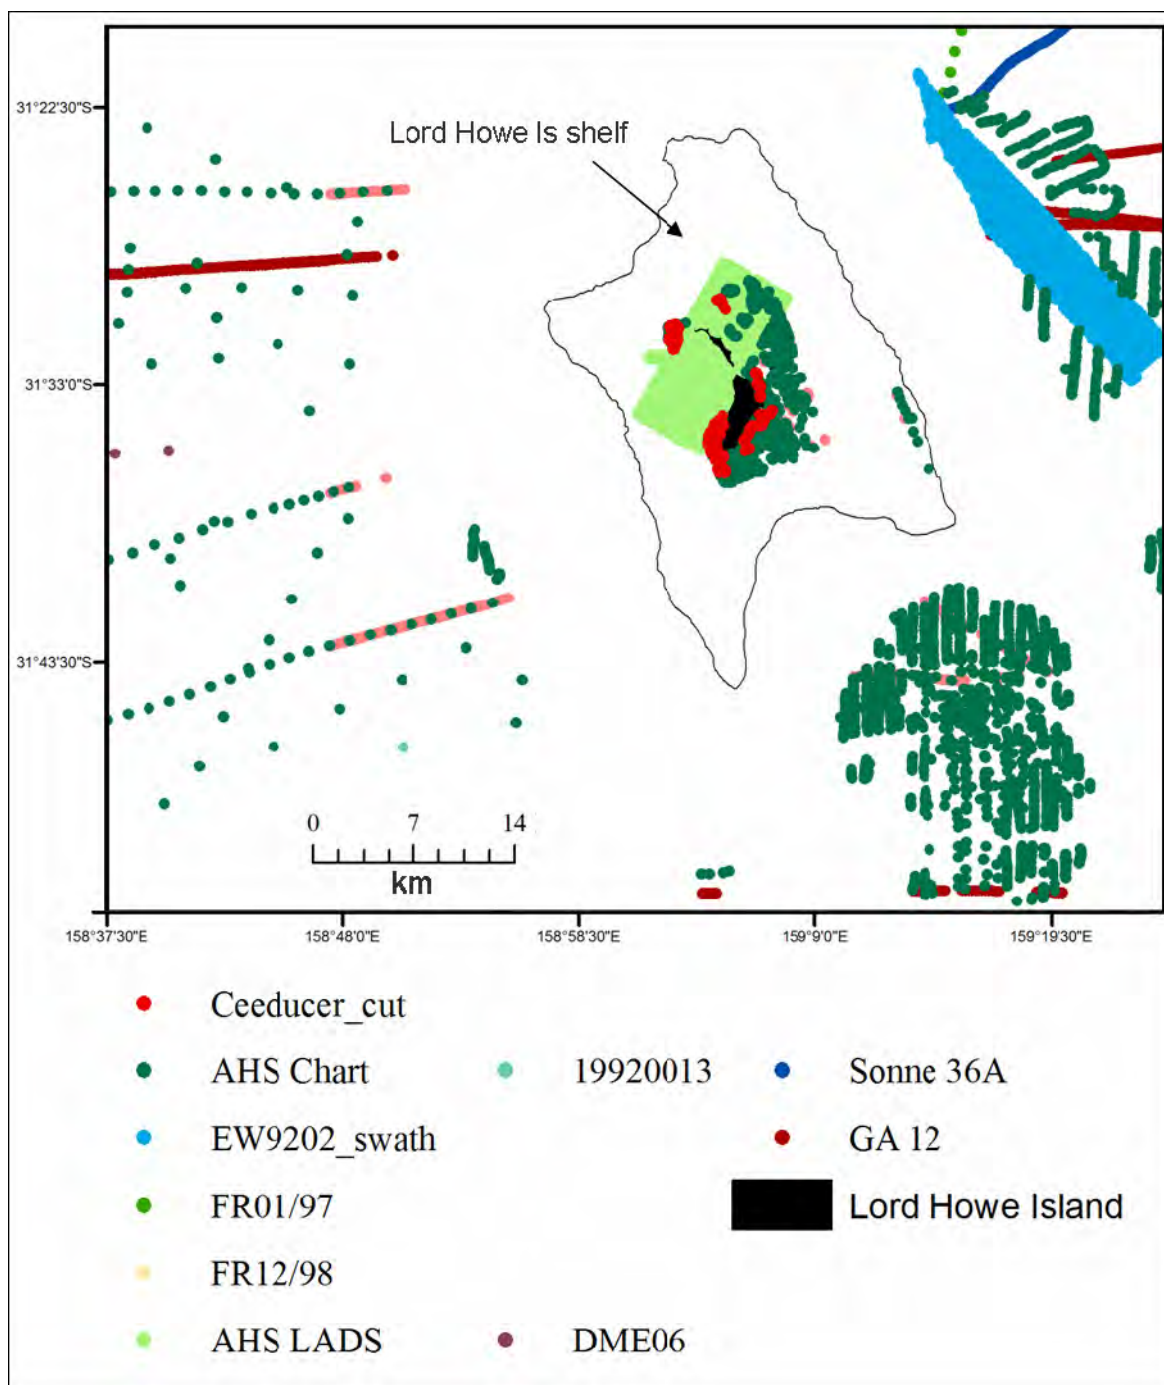 31°22'30"S
Lord Howe Is shelf
31°33'0"S
31°43'30"S
0 7 14
km
158°37'30"E 158°48'0"E 158°58'30"E 159°9'0"E 159°19'30"E
Ceeducer_cut
AHS Chart 19920013 Sonne 36A
EW9202_swath GA 12
FR01/97 Lord Howe Island
FR12/98
AHS LADS DME06